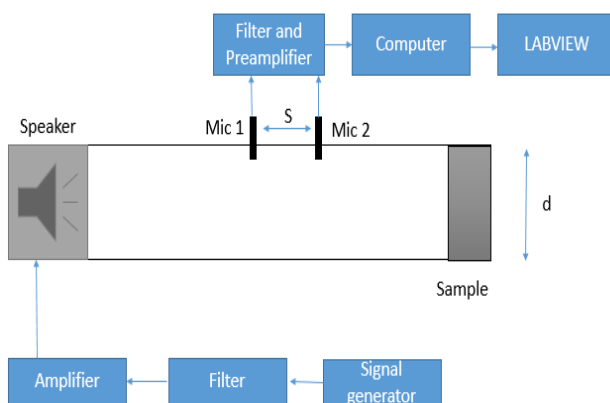 Filter and
Preamplifier
Computer
LABVIEW
Speaker
Mic 1
S
Mic 2
d
Sample
Amplifier
Filter
Signal
generator